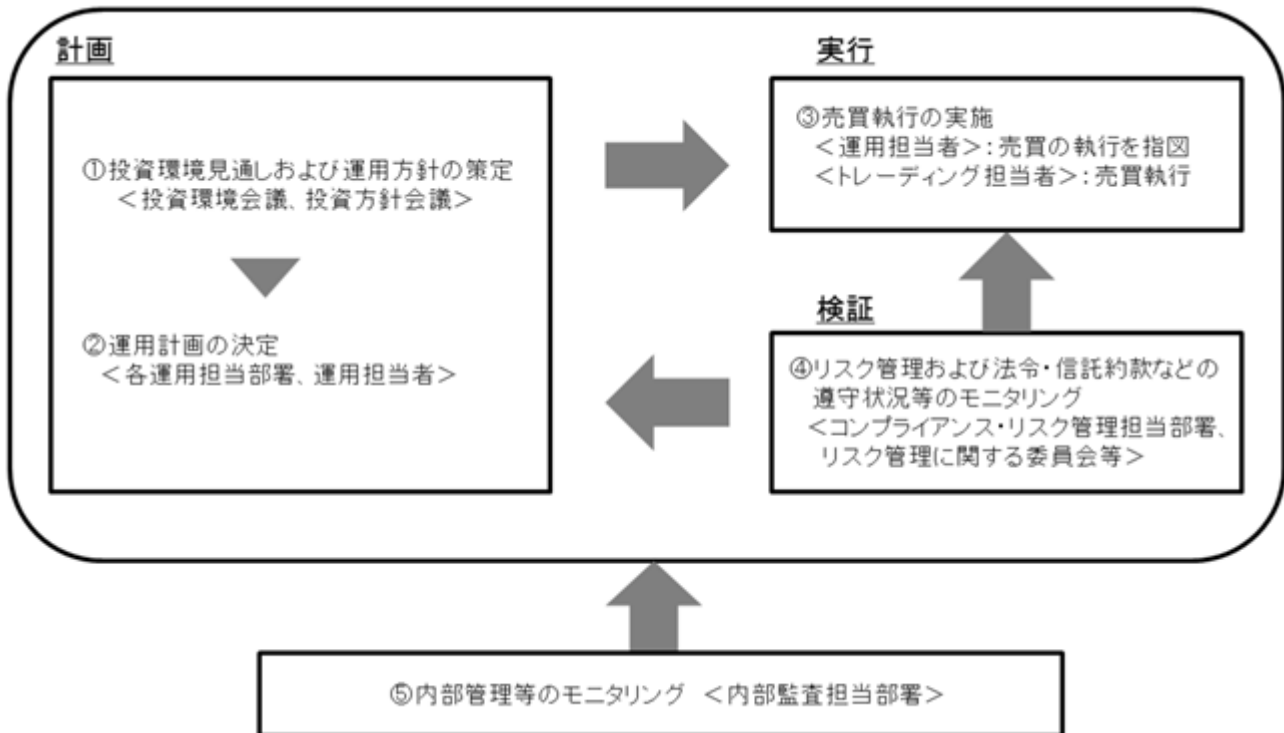 計画
①投資環境見通しおよび運用方針の策定
＜投資環境会議、投資方針会議＞
②運用計画の決定
＜各運用担当部署、運用担当者＞
実行
③売買執行の実施
＜運用担当者＞：売買の執行を指図
＜トレーディング担当者＞：売買執行
検証
④リスク管理および法令・信託約款などの
遵守状況等のモニタリング
＜コンプライアンス・リスク管理担当部署、
リスク管理に関する委員会等＞
⑤内部管理等のモニタリング ＜内部監査担当部署＞